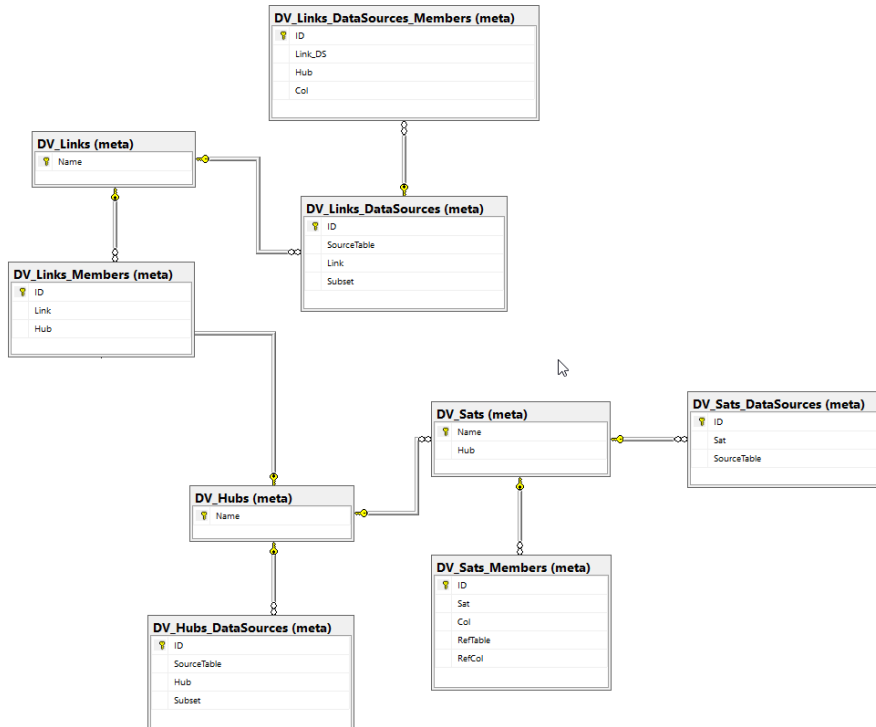 DV_Links_DataSources_Members (meta)
ID
Link_DS
Hub
Col
DV_Links (meta)
Name
DV_Links_DataSources (meta)
ID
SourceTable
Link
Subset
DV_Links_Members (meta)
ID
Link
Hub
DV_Sats (meta)
Name
Hub
DV_Sats_DataSources (meta)
ID
Sat
SourceTable
DV_Hubs (meta)
Name
DV_Sats_Members (meta)
ID
Sat
Col
RefTable
RefCol
DV_Hubs_DataSources (meta)
ID
SourceTable
Hub
Subset